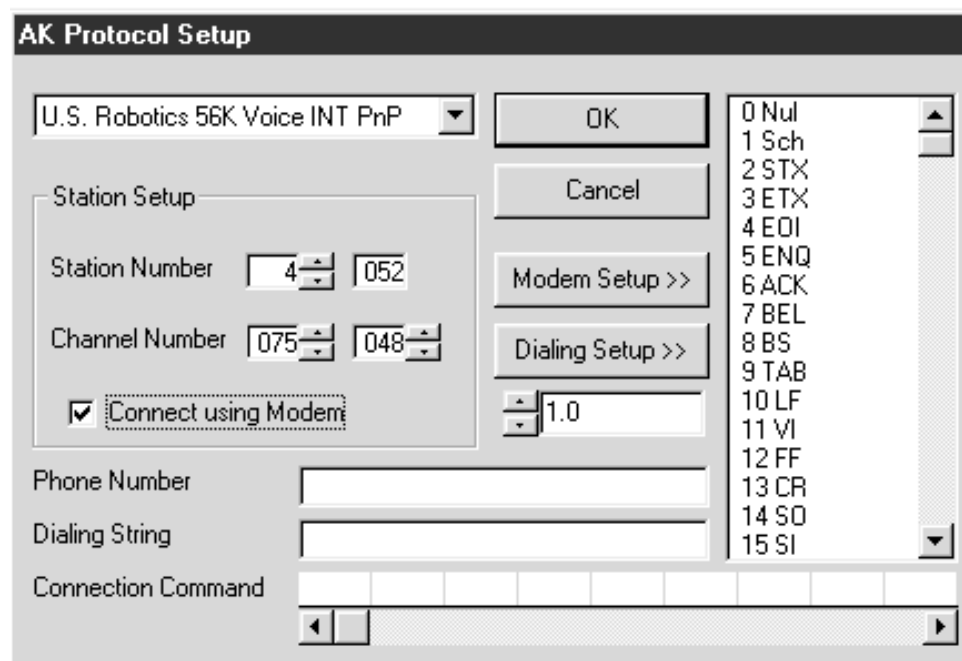 AK Protocol Setup
U.S. Robotics 56K Voice INT PnP
OK
Cancel
Station Setup
Station Number 4 052
Channel Number 075 048
Connect using Modem
Modem Setup >>
Dialing Setup >>
1.0
Phone Number
Dialing String
Connection Command
0 Nul
1 Sch
2 STX
3 ETX
4 EOI
5 ENQ
6 ACK
7 BEL
8 BS
9 TAB
10 LF
11 VI
12 FF
13 CR
14 SO
15 SI